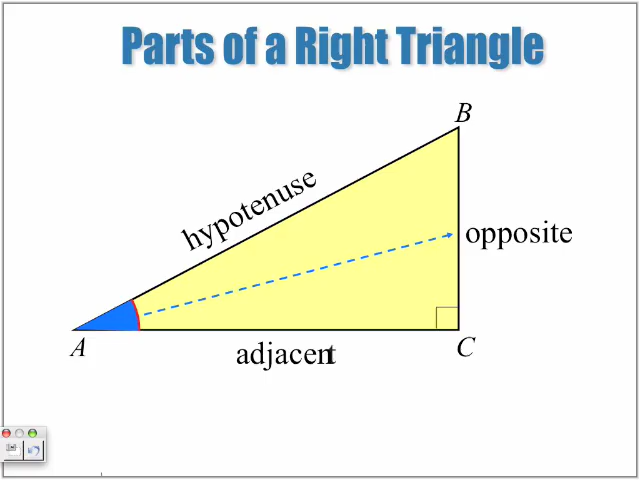 Parts of a Right Triangle
B
hypotenuse
opposite
A
adjacent
C